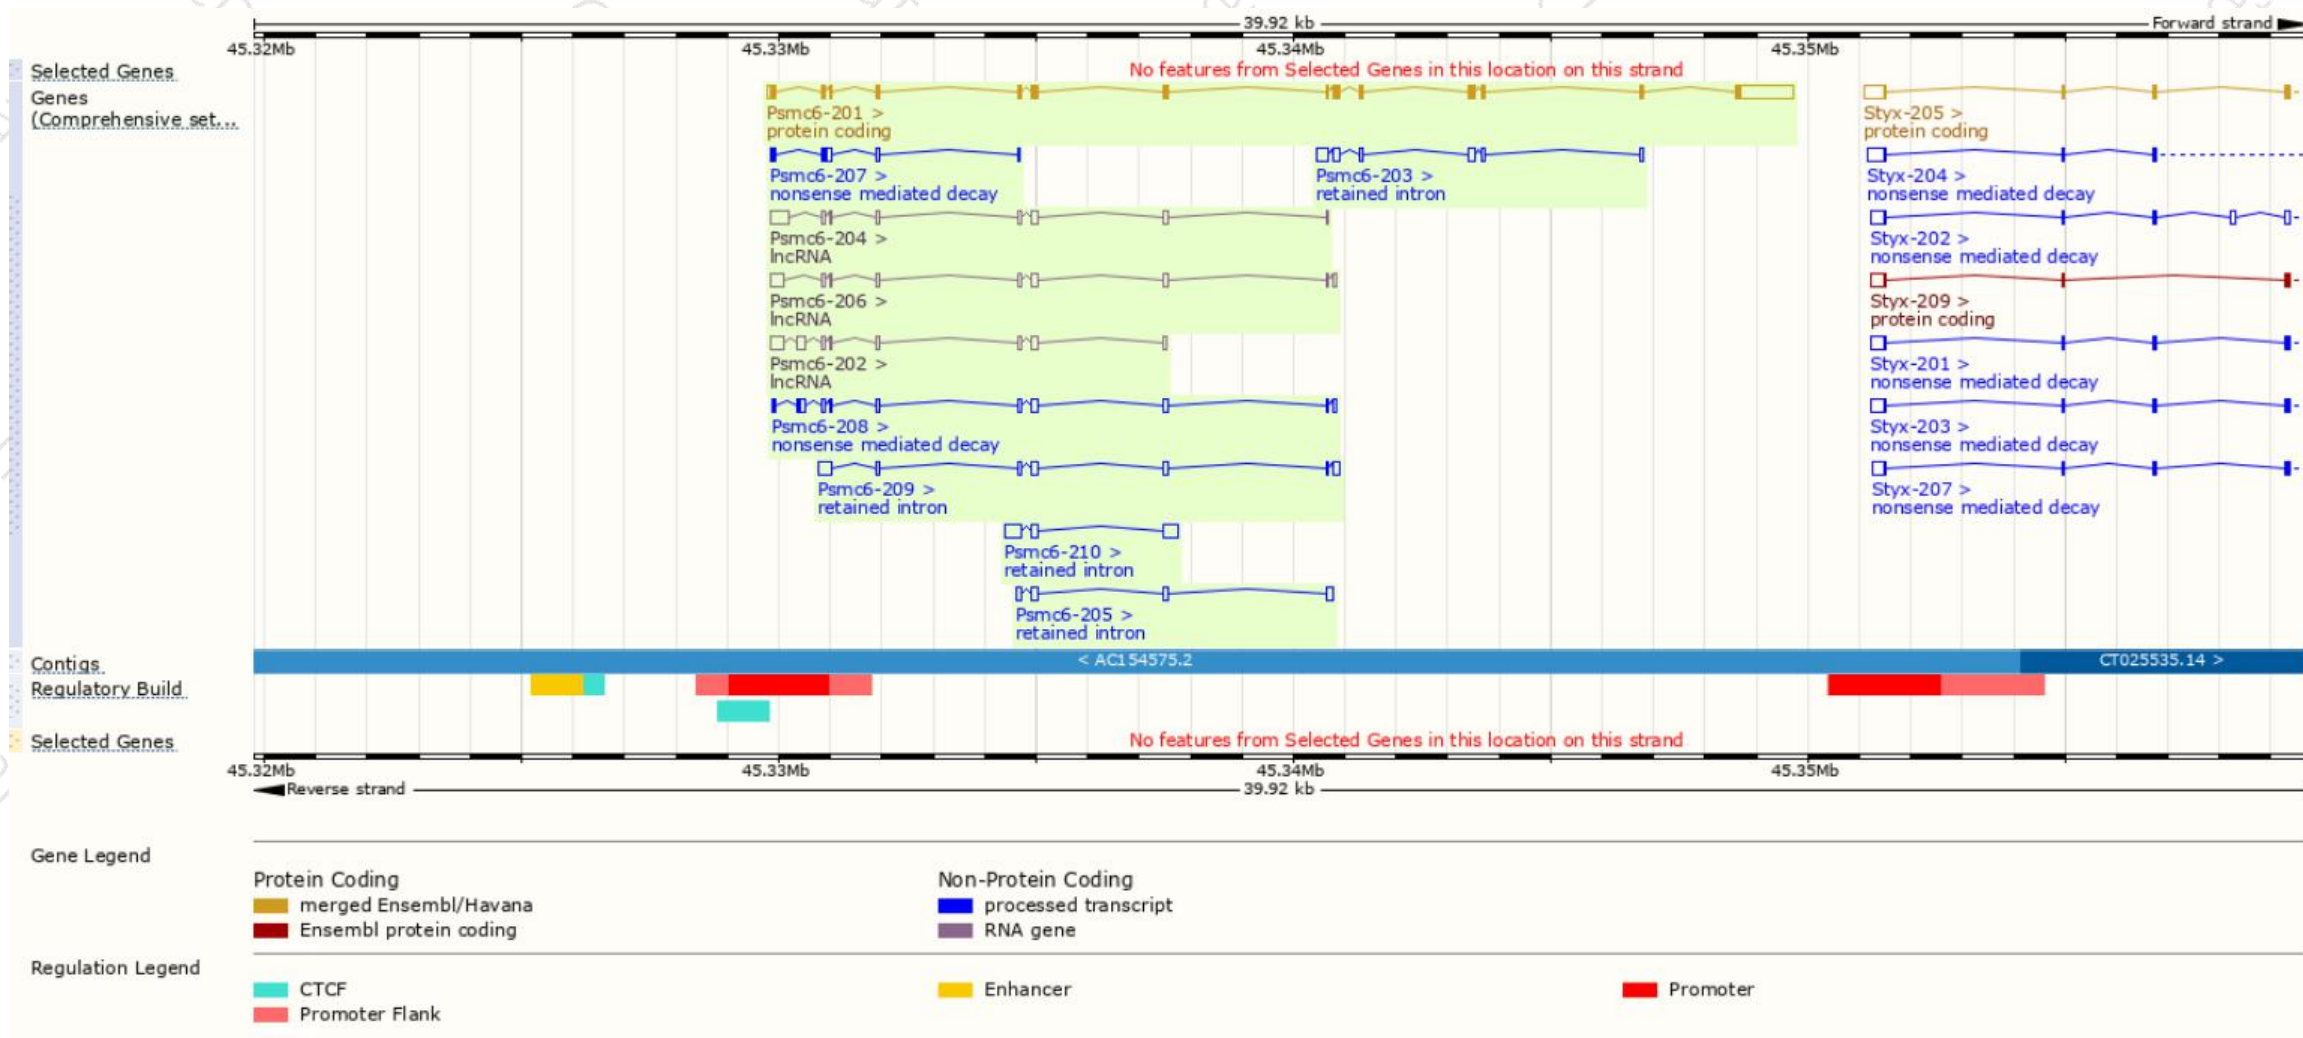 39.92 kb
Forward strand
45.32Mb 45.33Mb 45.34Mb 45.35Mb
Selected Genes
No features from Selected Genes in this location on this strand
Genes
(Comprehensive set...
Psmc6-201 >
protein coding
Styx-205 >
protein coding
Psmc6-207 >
nonsense mediated decay
Psmc6-203 >
retained intron
Styx-204 >
nonsense mediated decay
Psmc6-204 >
lncRNA
Styx-202 >
nonsense mediated decay
Psmc6-206 >
lncRNA
Styx-209 >
protein coding
Psmc6-202 >
lncRNA
Styx-201 >
nonsense mediated decay
Psmc6-208 >
nonsense mediated decay
Styx-203 >
nonsense mediated decay
Psmc6-209 >
retained intron
Styx-207 >
nonsense mediated decay
Psmc6-210 >
retained intron
Psmc6-205 >
retained intron
Contigs
< AC154575.2
CT025535.14 >
Regulatory Build
Selected Genes
No features from Selected Genes in this location on this strand
45.32Mb 45.33Mb 45.34Mb 45.35Mb
Reverse strand
39.92 kb
Gene Legend
Protein Coding
merged Ensembl/Havana
Ensembl protein coding
Non-Protein Coding
processed transcript
RNA gene
Regulation Legend
CTCF
Promoter Flank
Enhancer
Promoter